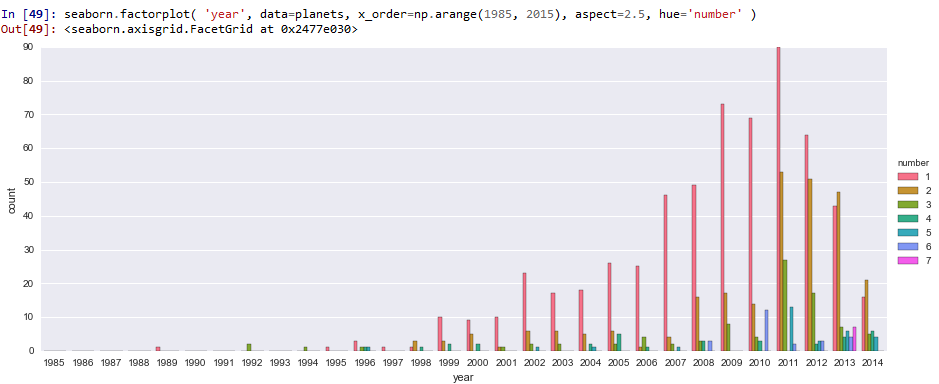 In [49]: seaborn.factorplot( 'year', data=planets, x_order=np.arange(1985, 2015), aspect=2.5, hue='number' )
Out[49]: <seaborn.axisgrid.FacetGrid at 0x2477e030>
90
80
70
60
50
40
30
20
10
0
count
1985 1986 1987 1988 1989 1990 1991 1992 1993 1994 1995 1996 1997 1998 1999 2000 2001 2002 2003 2004 2005 2006 2007 2008 2009 2010 2011 2012 2013 2014
year
number
1
2
3
4
5
6
7